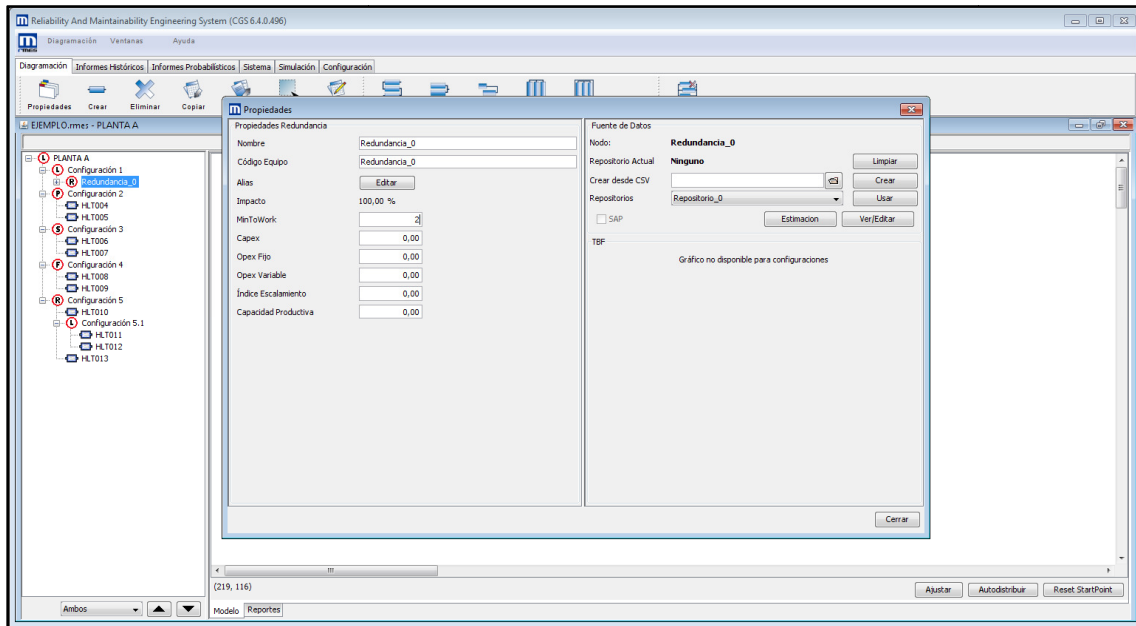 Reliability And Maintainability Engineering System (CGS 6.4.0.496)
Diagramación Ventanas Ayuda
Diagramación Informes Históricos Informes Probabilísticos Sistema Simulación Configuración
Propiedades Crear Eliminar Copiar
EJEMPLO.rmes - PLANTA A
PLANTA A
Configuración 1
Redundancia_0
Configuración 2
HLT004
HLT005
Configuración 3
HLT006
HLT007
Configuración 4
HLT008
HLT009
Configuración 5
HLT010
Configuración 5.1
HLT011
HLT012
HLT013
Ambos
Propiedades
Propiedades Redundancia
Nombre Redundancia_0
Código Equipo Redundancia_0
Alias Editar
Impacto 100,00 %
MinToWork 2
Capex 0,00
Opex Fijo 0,00
Opex Variable 0,00
Índice Escalamiento 0,00
Capacidad Productiva 0,00
Fuente de Datos
Nodo: Redundancia_0
Repositorio Actual Ninguno Limpiar
Crear desde CSV Crear
Repositorios Repositorio_0 Usar
SAP Estimacion Ver/Editar
TBF
Gráfico no disponible para configuraciones
Cerrar
(219, 116)
Ajustar Autodistribuir Reset StartPoint
Modelo Reportes